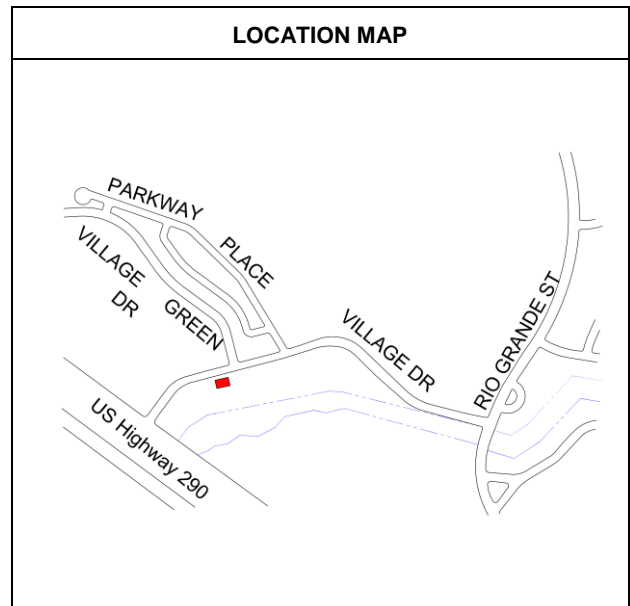 LOCATION MAP
PARKWAY
PLACE
VILLAGE
DR
GREEN
VILLAGE DR
RIO GRANDE ST
US Highway 290